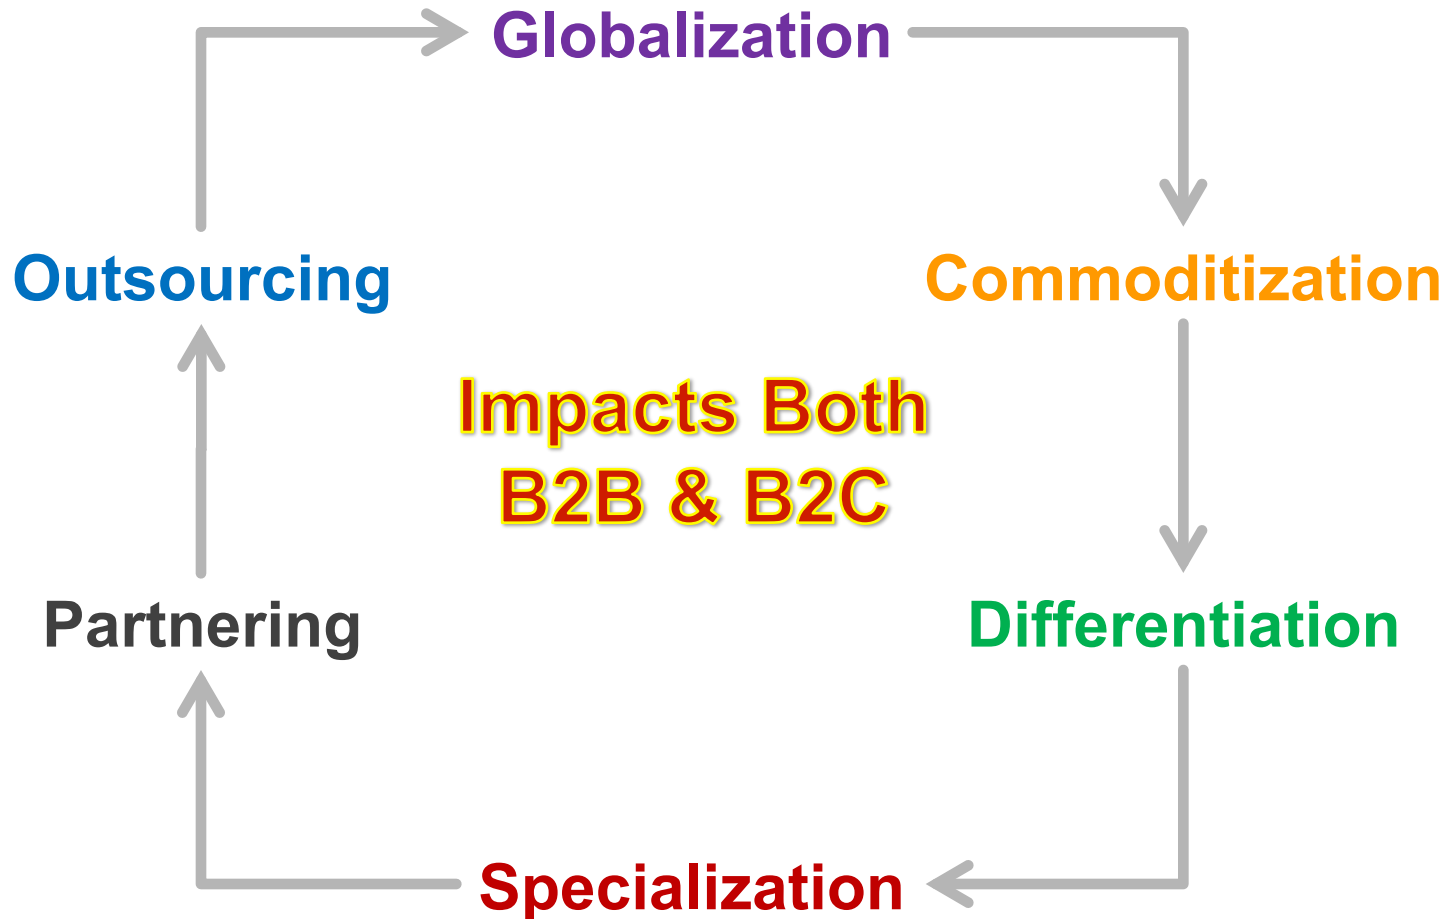 Globalization
Outsourcing
Commoditization
Impacts Both
B2B & B2C
Partnering
Differentiation
Specialization